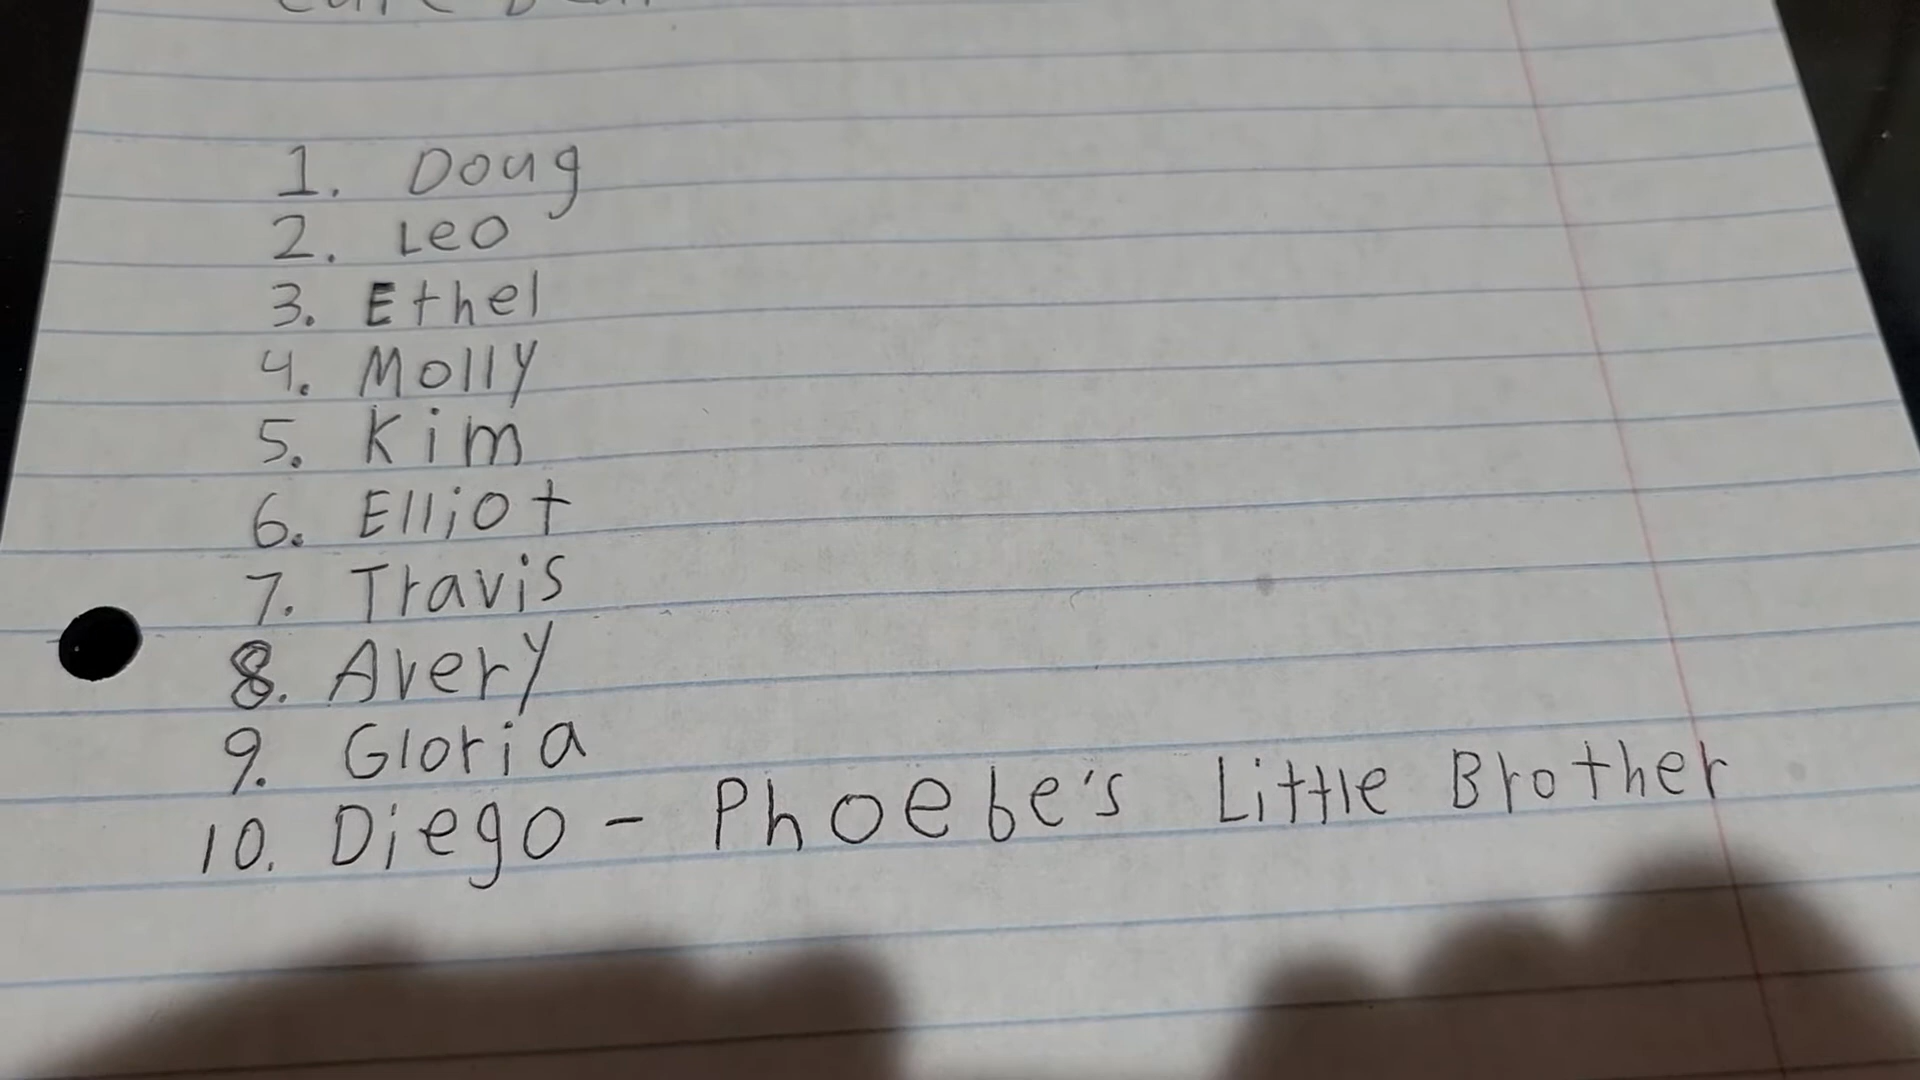 1. Doug
2. Leo
3. Ethel
4. Molly
5. Kim
6. Elliot
7. Travis
8. Avery
9. Gloria
10. Diego - Phoebe's Little Brother